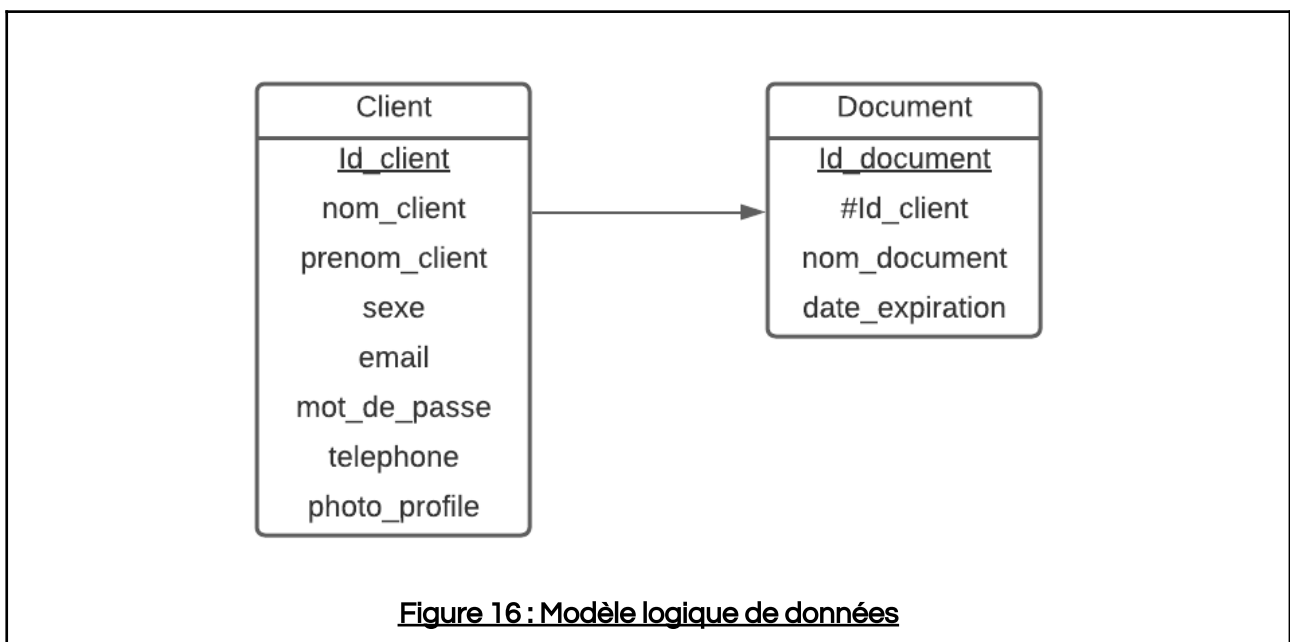 Client
Id_client
nom_client
prenom_client
sexe
email
mot_de_passe
telephone
photo_profile
Document
Id_document
#Id_client
nom_document
date_expiration
Figure 16 : Modèle logique de données